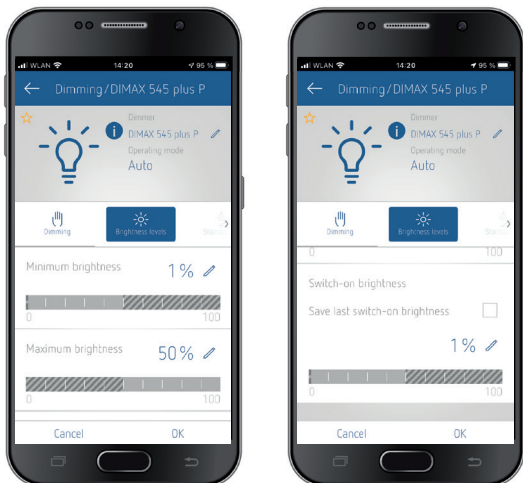 WLAN 14:20 95 %
Dimming/DIMAX 545 plus P
Dimmer
DIMAX 545 plus P
Operating mode
Auto
Dimming
Brightness levels
Minimum brightness
1 %
0 100
Maximum brightness
50 %
0 100
Cancel OK
WLAN 14:20 95 %
Dimming/DIMAX 545 plus P
Dimmer
DIMAX 545 plus P
Operating mode
Auto
Dimming
Brightness levels
0 100
Switch-on brightness
Save last switch-on brightness
1 %
0 100
Cancel OK